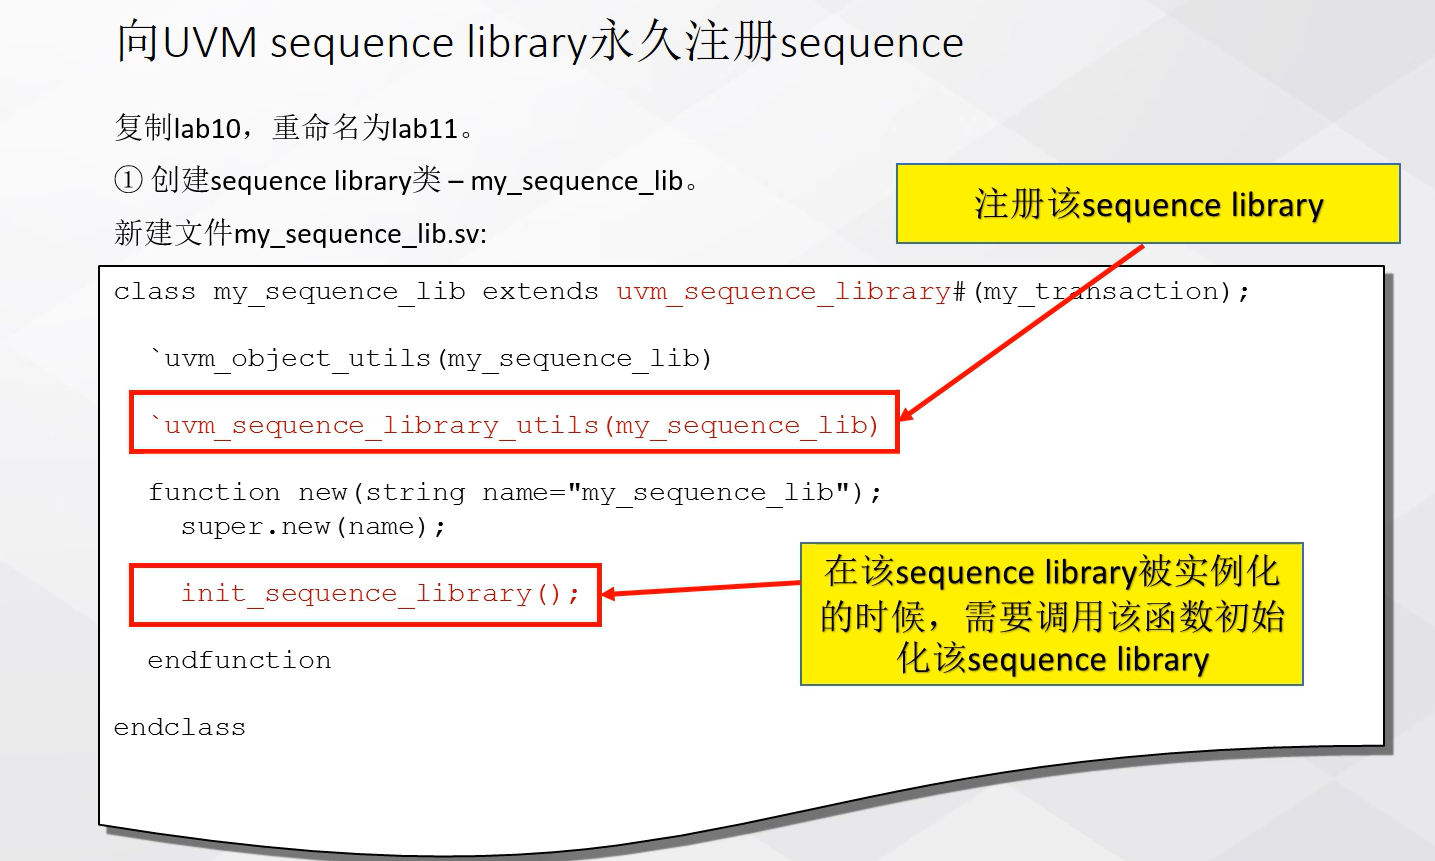 向UVM sequence library永久注册sequence
复制lab10，重命名为lab11。
① 创建sequence library类 – my_sequence_lib。
新建文件my_sequence_lib.sv:
注册该sequence library
class my_sequence_lib extends uvm_sequence_library#(my_transaction);
`uvm_object_utils(my_sequence_lib)
`uvm_sequence_library_utils(my_sequence_lib)
function new(string name="my_sequence_lib");
super.new(name);
init_sequence_library();
在该sequence library被实例化
的时候，需要调用该函数初始
化该sequence library
endfunction
endclass